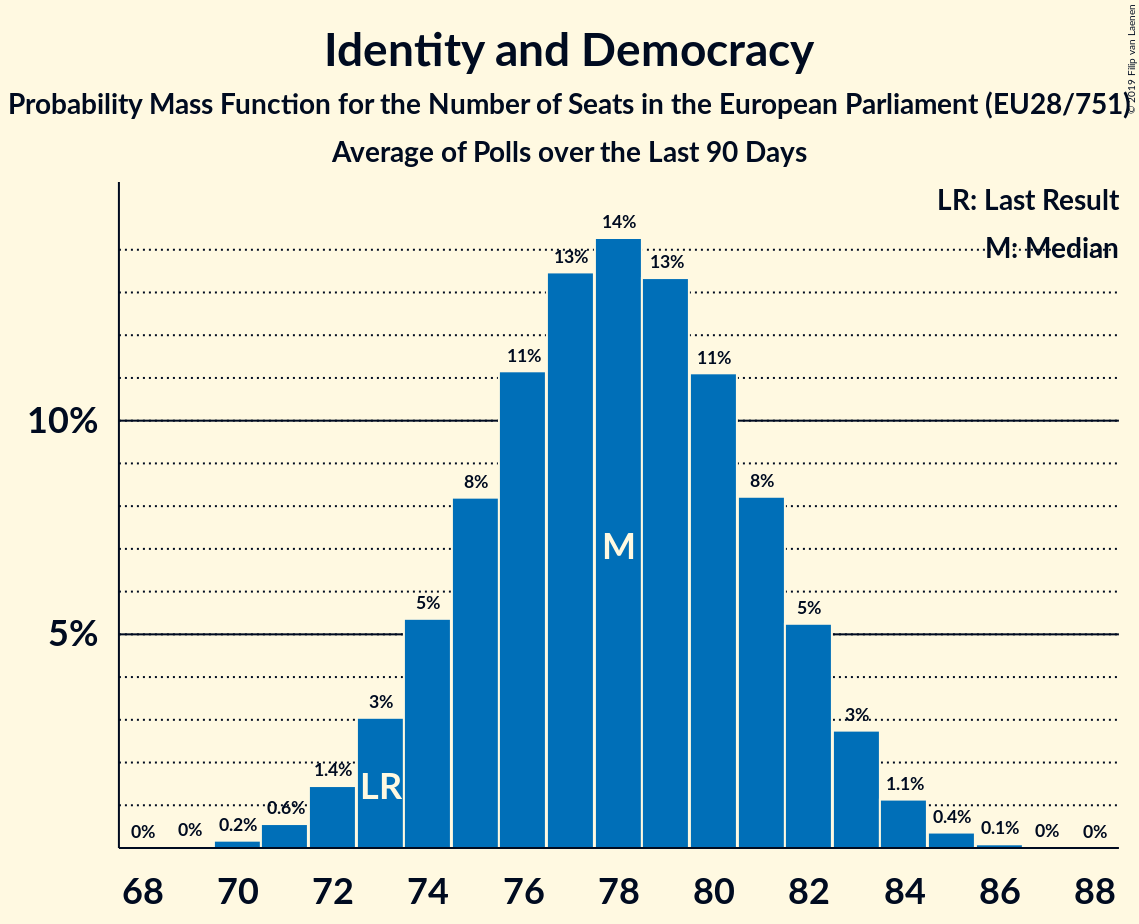 Identity and Democracy
Probability Mass Function for the Number of Seats in the European Parliament (EU28/751)
Average of Polls over the Last 90 Days
© 2019 Filip van Laenen
LR: Last Result
M: Median
14%
13%
13%
11%
11%
10%
8%
8%
M
5%
5%
5%
3%
3%
1.4%
LR
1.1%
0.6%
0.4%
0.2%
0.1%
0%
0%
0%
0%
68 70 72 74 76 78 80 82 84 86 88